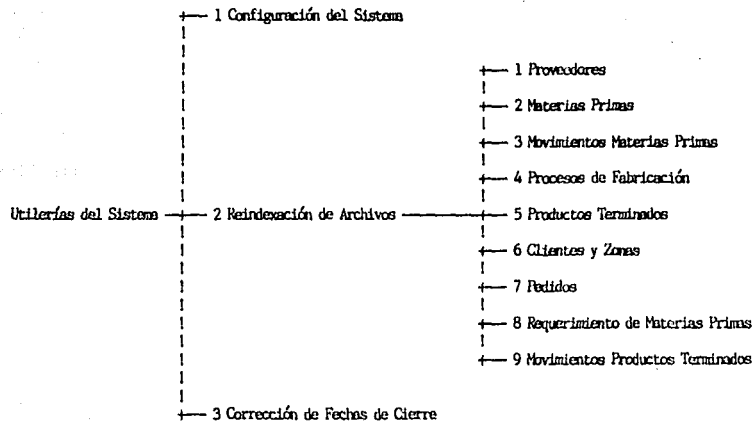 1 Configuración del Sistema
1 Proveedores
2 Materias Primas
3 Movimientos Materias Primas
4 Procesos de Fabricación
Utilerías del Sistema 2 Reindexación de Archivos 5 Productos Terminados
6 Clientes y Zonas
7 Pedidos
8 Requerimiento de Materias Primas
9 Movimientos Productos Terminados
3 Corrección de Fechas de Cierre